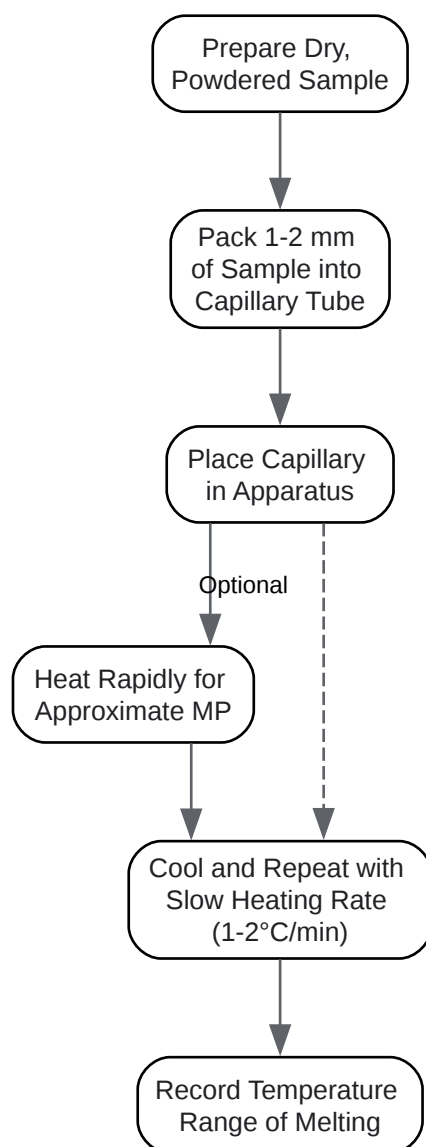 Prepare Dry,
Powdered Sample
Pack 1-2 mm
of Sample into
Capillary Tube
Place Capillary
in Apparatus
Optional
Heat Rapidly for
Approximate MP
Cool and Repeat with
Slow Heating Rate
(1-2°C/min)
Record Temperature
Range of Melting